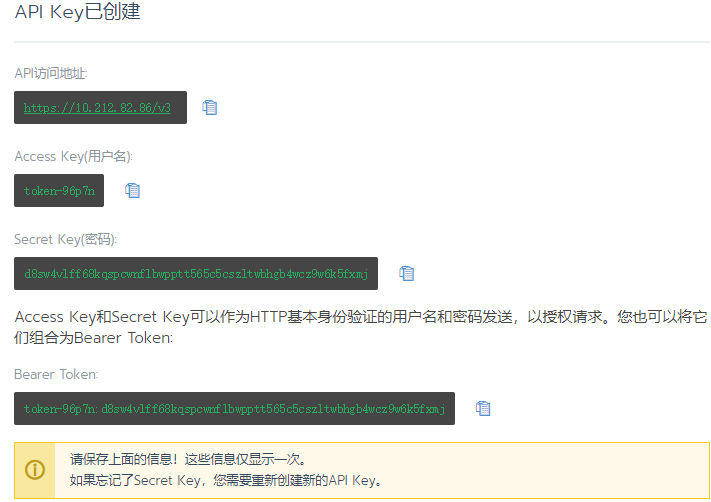 API Key已创建
API访问地址:
https://10.212.82.86/v3
Access Key(用户名):
token-96p7n
Secret Key(密码):
d8sw4vlff68kqspcwnflbwpptt565c5cszltwbhgb4wcz9w6k5fxmj
Access Key和Secret Key可以作为HTTP基本身份验证的用户名和密码发送，以授权请求。您也可以将它
们组合为Bearer Token:
Bearer Token:
token-96p7n:d8sw4vlff68kqspcwnflbwpptt565c5cszltwbhgb4wcz9w6k5fxmj
请保存上面的信息！这些信息仅显示一次。
如果忘记了Secret Key，您需要重新创建新的API Key。